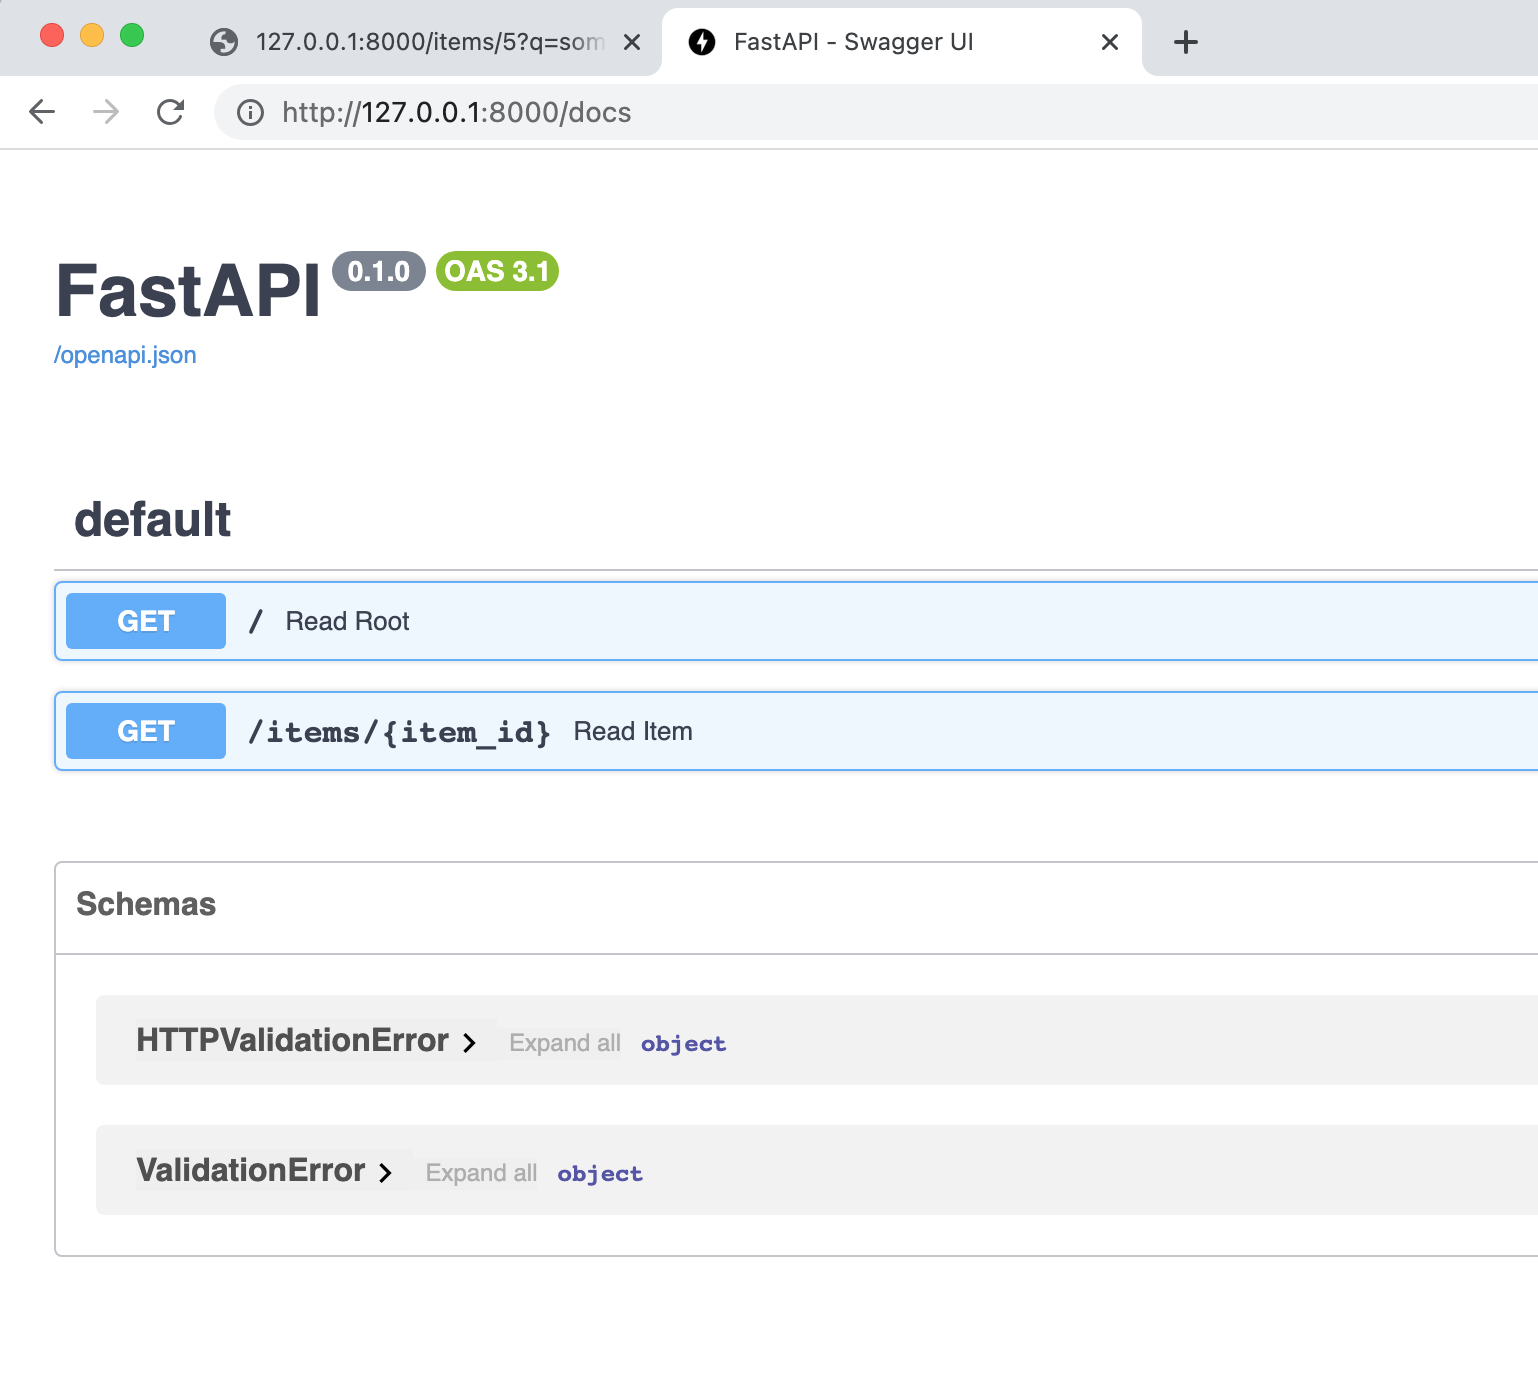 127.0.0.1:8000/items/5?q=som
FastAPI - Swagger UI
http://127.0.0.1:8000/docs
FastAPI 0.1.0 OAS 3.1
/openapi.json
default
GET / Read Root
GET /items/{item_id} Read Item
Schemas
HTTPValidationError Expand all object
ValidationError Expand all object